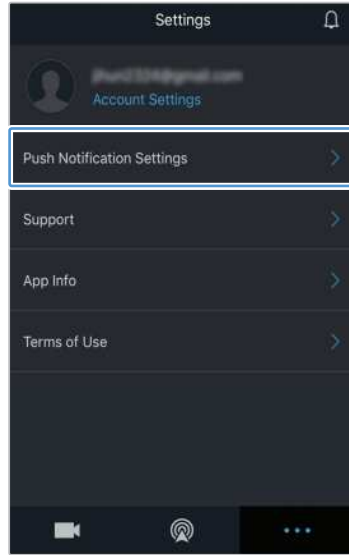 Settings
Account Settings
Push Notification Settings
Support
App Info
Terms of Use